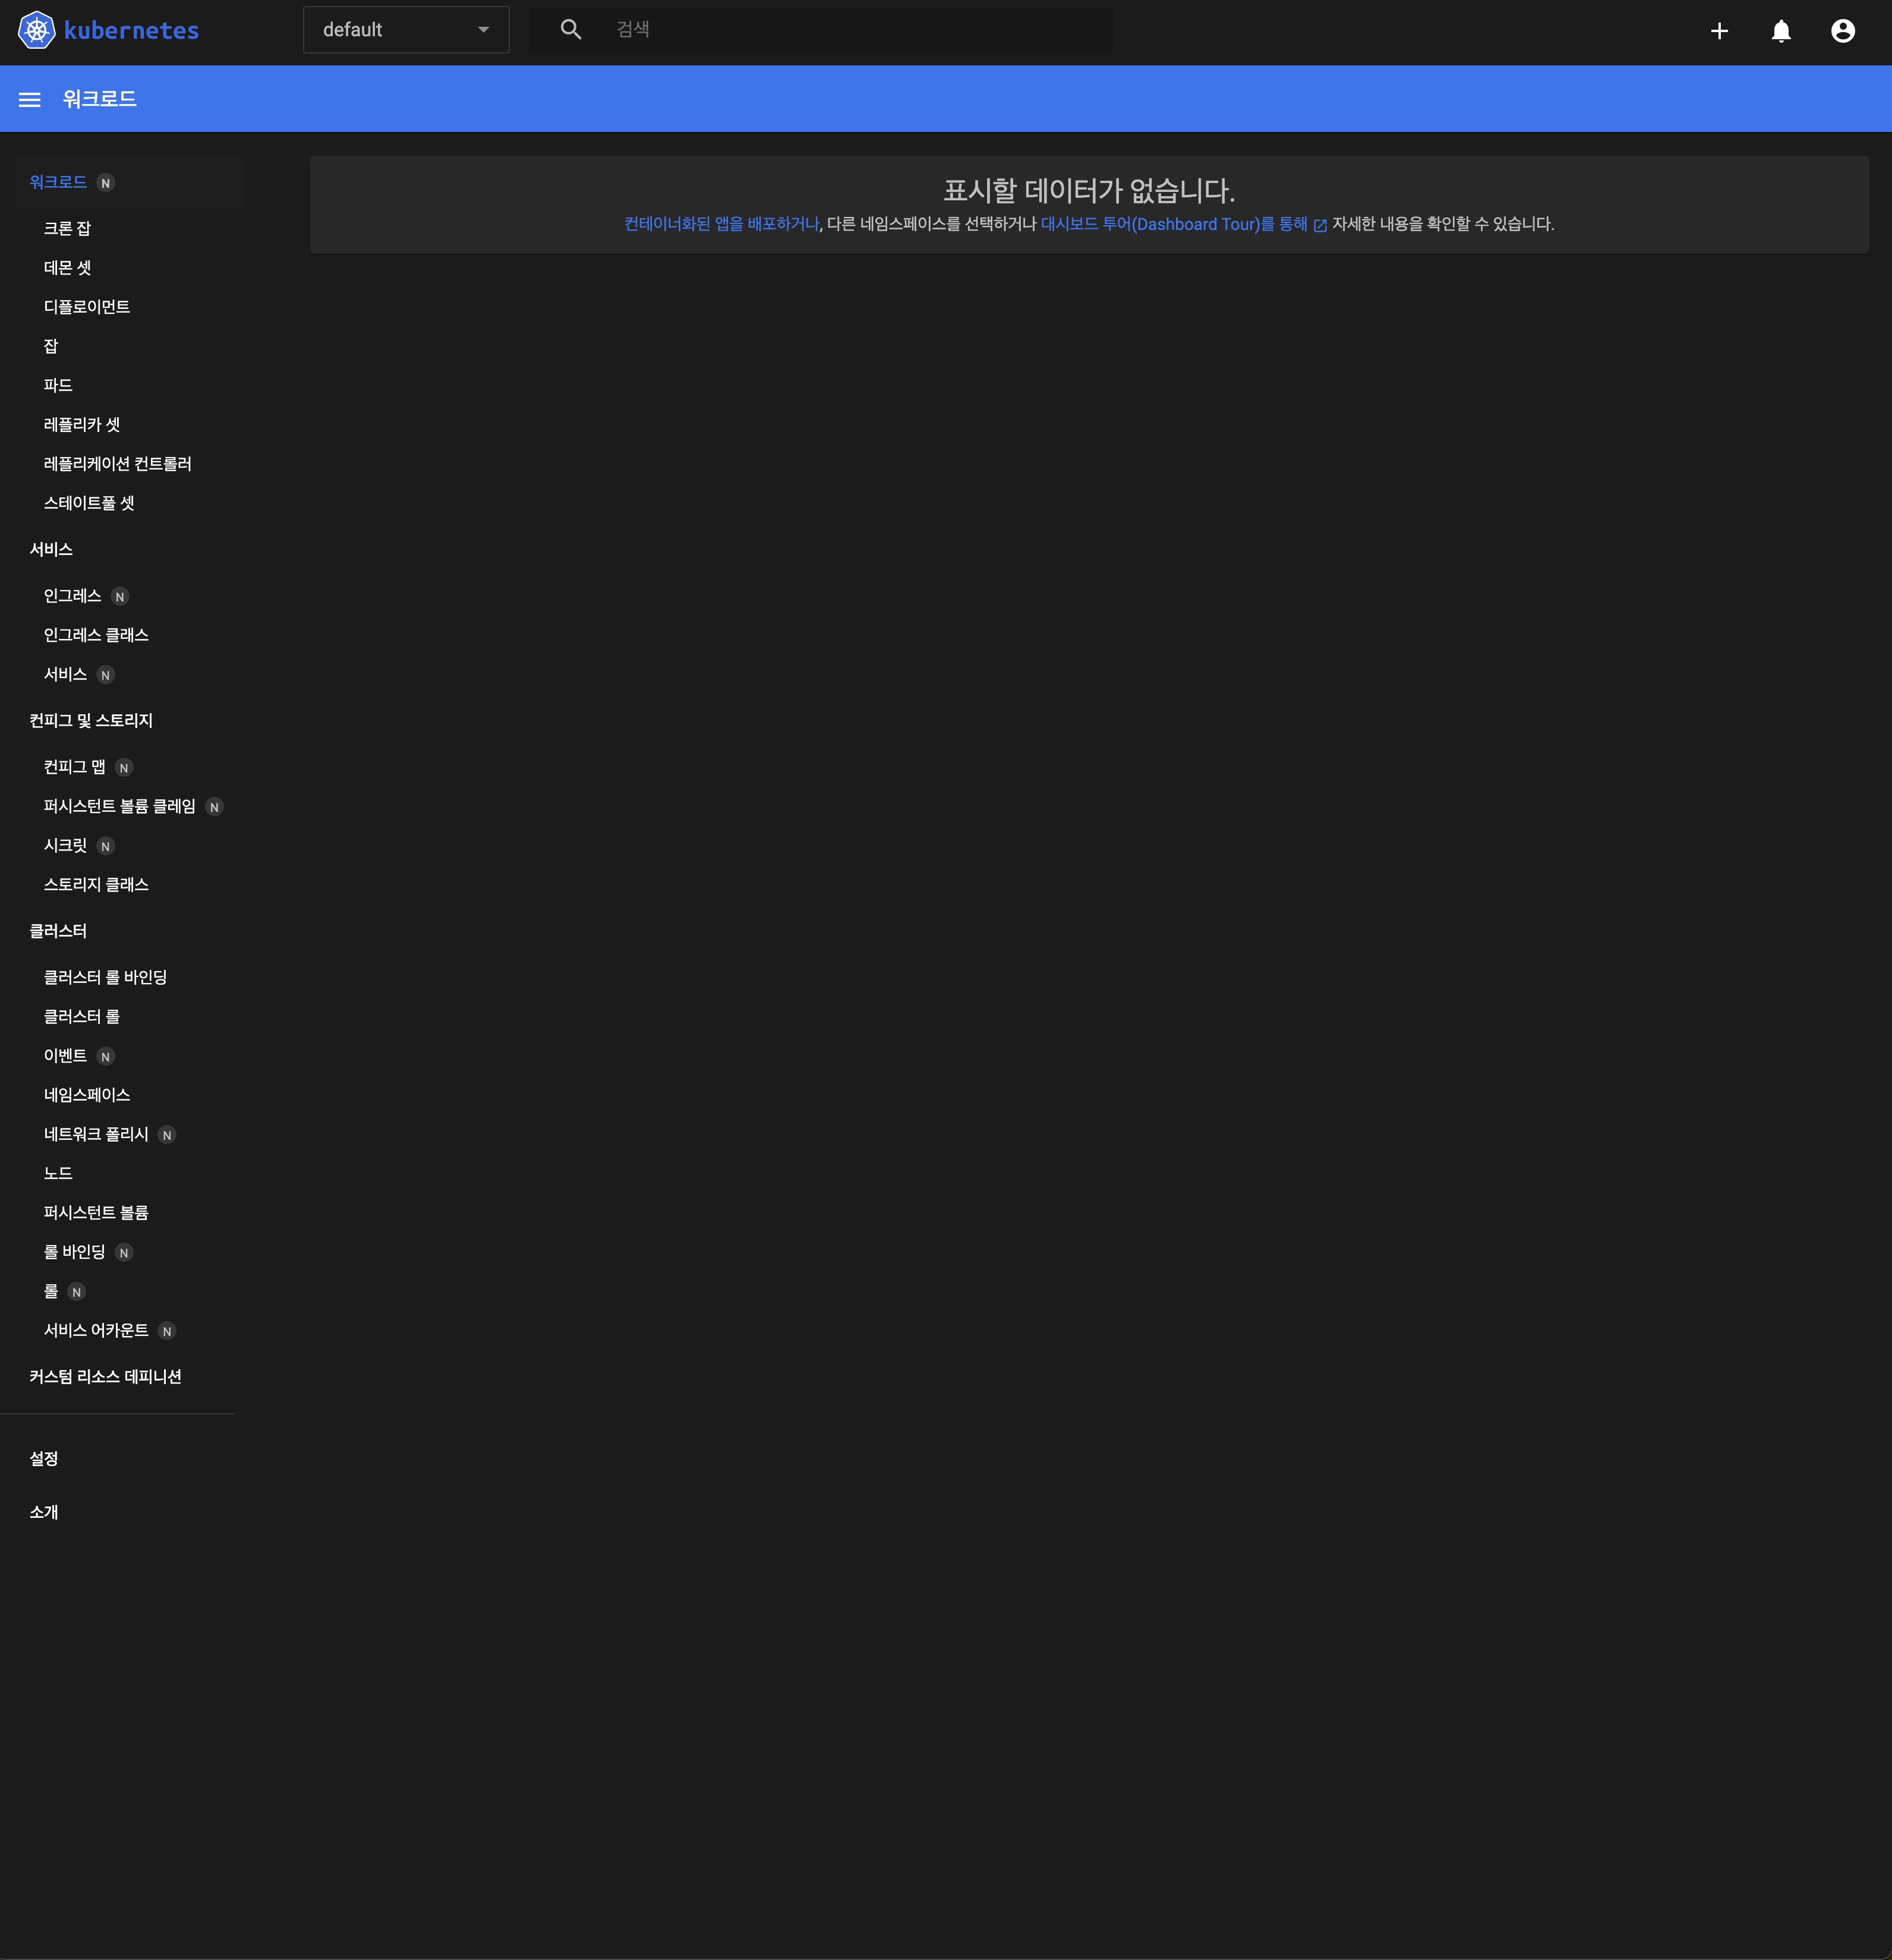 kubernetes
default
검색
워크로드
워크로드 N
크론 잡
데몬 셋
디플로이먼트
잡
파드
레플리카 셋
레플리케이션 컨트롤러
스테이트풀 셋
서비스
인그레스 N
인그레스 클래스
서비스 N
컨피그 및 스토리지
컨피그 맵 N
퍼시스턴트 볼륨 클레임 N
시크릿 N
스토리지 클래스
클러스터
클러스터 롤 바인딩
클러스터 롤
이벤트 N
네임스페이스
네트워크 폴리시 N
노드
퍼시스턴트 볼륨
롤 바인딩 N
롤 N
서비스 어카운트 N
커스텀 리소스 데피니션
설정
소개
표시할 데이터가 없습니다.
컨테이너화된 앱을 배포하거나, 다른 네임스페이스를 선택하거나 대시보드 투어(Dashboard Tour)를 통해 자세한 내용을 확인할 수 있습니다.